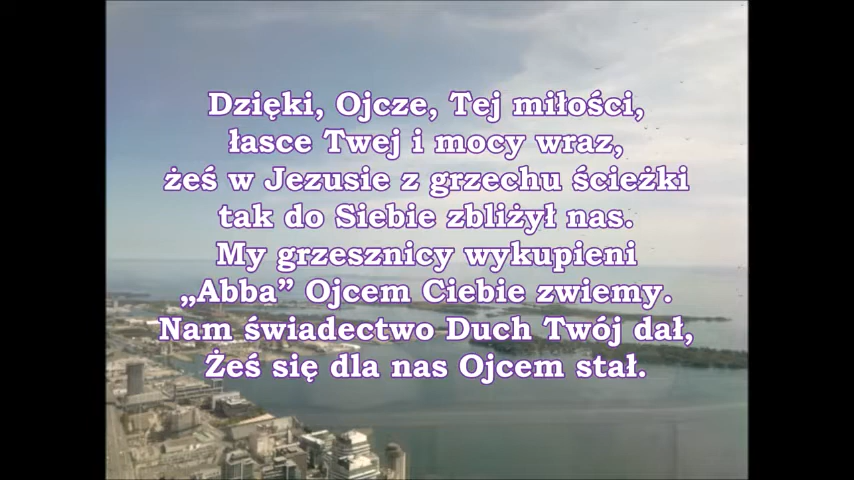 Dzięki, Ojcze, Tej miłości,
łasce Twej i mocy wraz,
żeś w Jezusie z grzechu ścieżki
tak do Siebie zbliżył nas.
My grzesznicy wykupieni
„Abba” Ojcem Ciebie zwiemy.
Nam świadectwo Duch Twój dał,
Żeś się dla nas Ojcem stał.